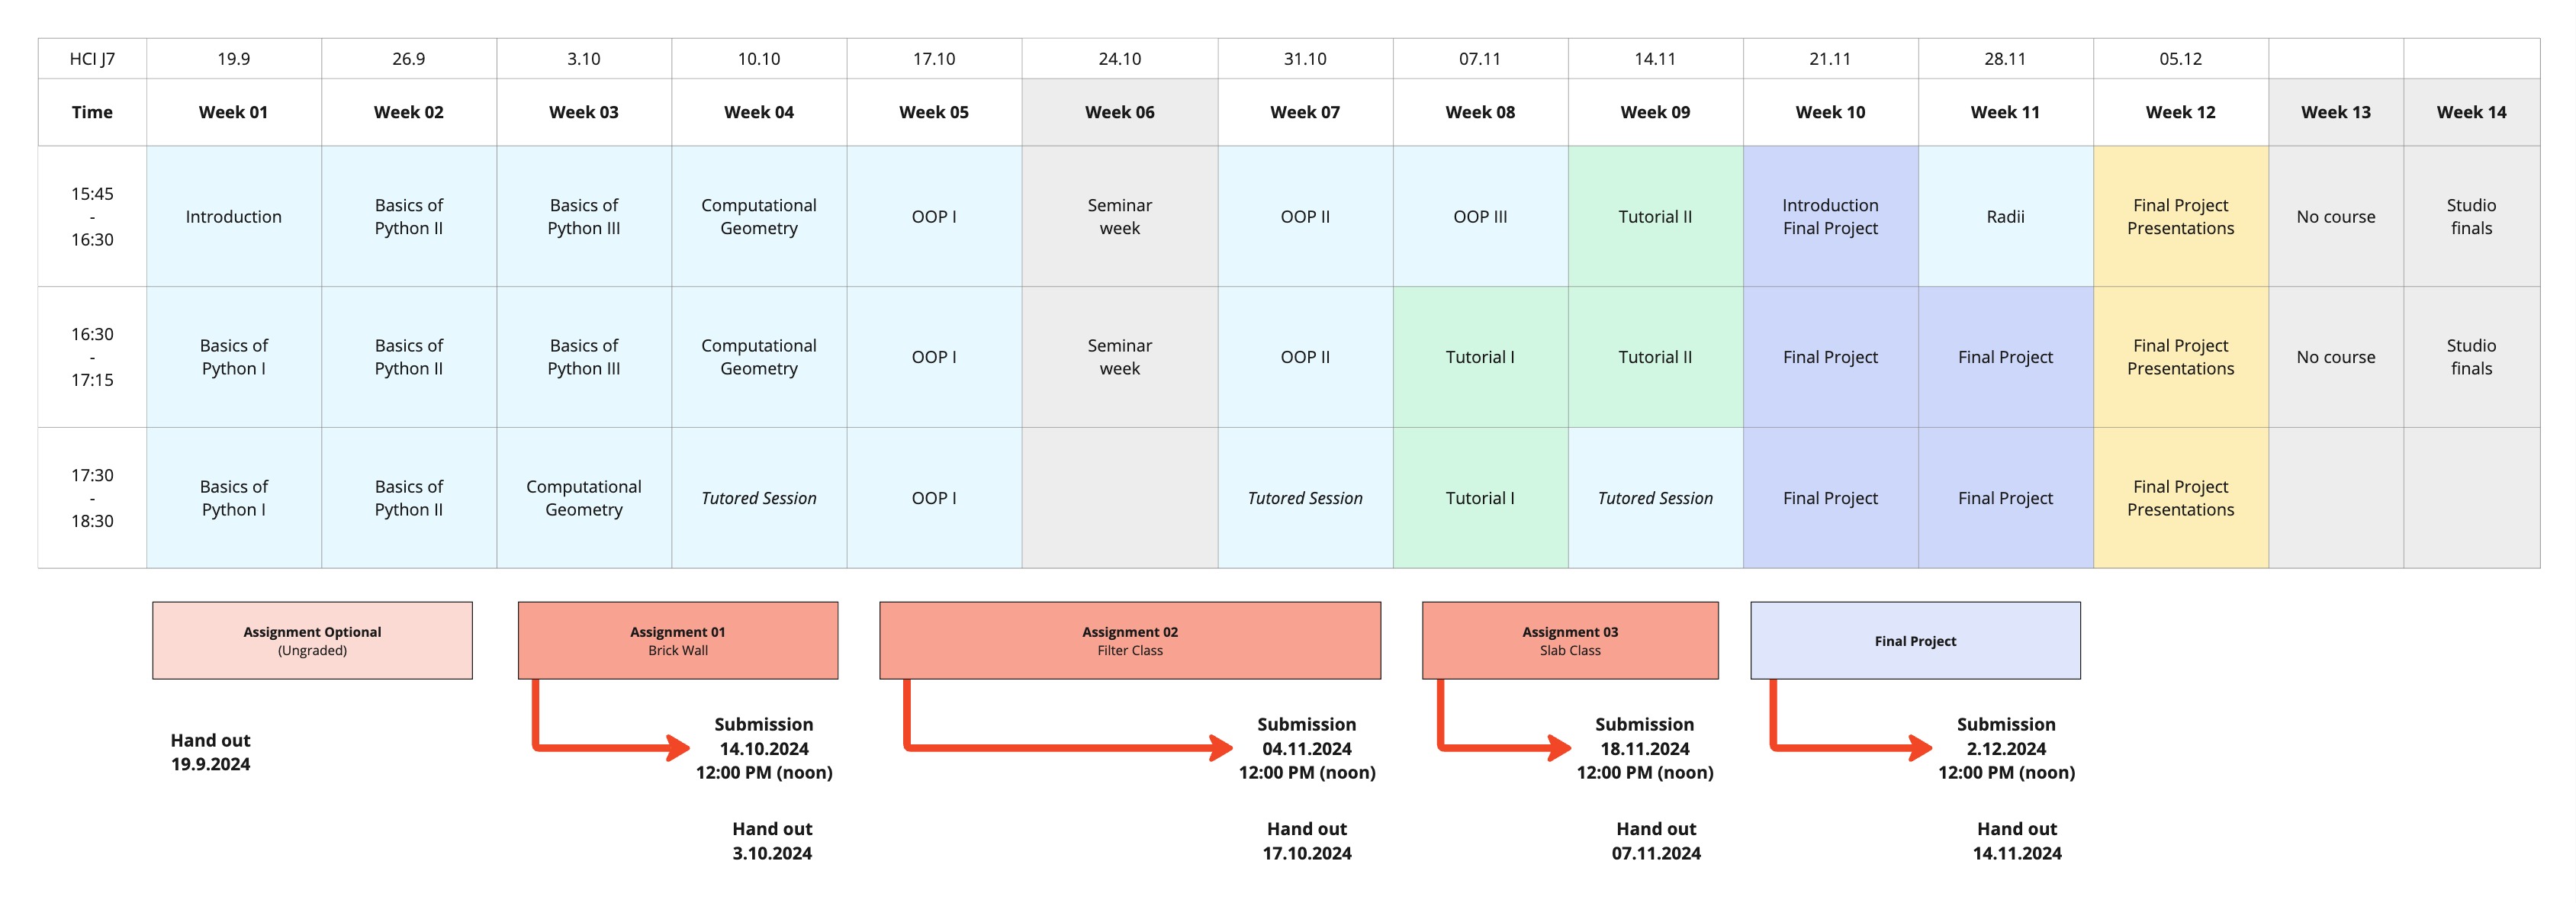 HCI J7 19.9 26.9 3.10 10.10 17.10 24.10 31.10 07.11 14.11 21.11 28.11 05.12
Time Week 01 Week 02 Week 03 Week 04 Week 05 Week 06 Week 07 Week 08 Week 09 Week 10 Week 11 Week 12 Week 13 Week 14
15:45
-
16:30
Introduction
Basics of
Python II
Basics of
Python III
Computational
Geometry
OOP I
Seminar
week
OOP II
OOP III
Tutorial II
Introduction
Final Project
Radii
Final Project
Presentations
No course
Studio
finals
16:30
-
17:15
Basics of
Python I
Basics of
Python II
Basics of
Python III
Computational
Geometry
OOP I
Seminar
week
OOP II
Tutorial I
Tutorial II
Final Project
Final Project
Final Project
Presentations
No course
Studio
finals
17:30
-
18:30
Basics of
Python I
Basics of
Python II
Computational
Geometry
Tutored Session
OOP I
Tutored Session
Tutorial I
Tutored Session
Final Project
Final Project
Final Project
Presentations
Assignment Optional
(Ungraded)
Hand out
19.9.2024
Assignment 01
Brick Wall
Submission
14.10.2024
12:00 PM (noon)
Hand out
3.10.2024
Assignment 02
Filter Class
Submission
04.11.2024
12:00 PM (noon)
Hand out
17.10.2024
Assignment 03
Slab Class
Submission
18.11.2024
12:00 PM (noon)
Hand out
07.11.2024
Final Project
Submission
2.12.2024
12:00 PM (noon)
Hand out
14.11.2024